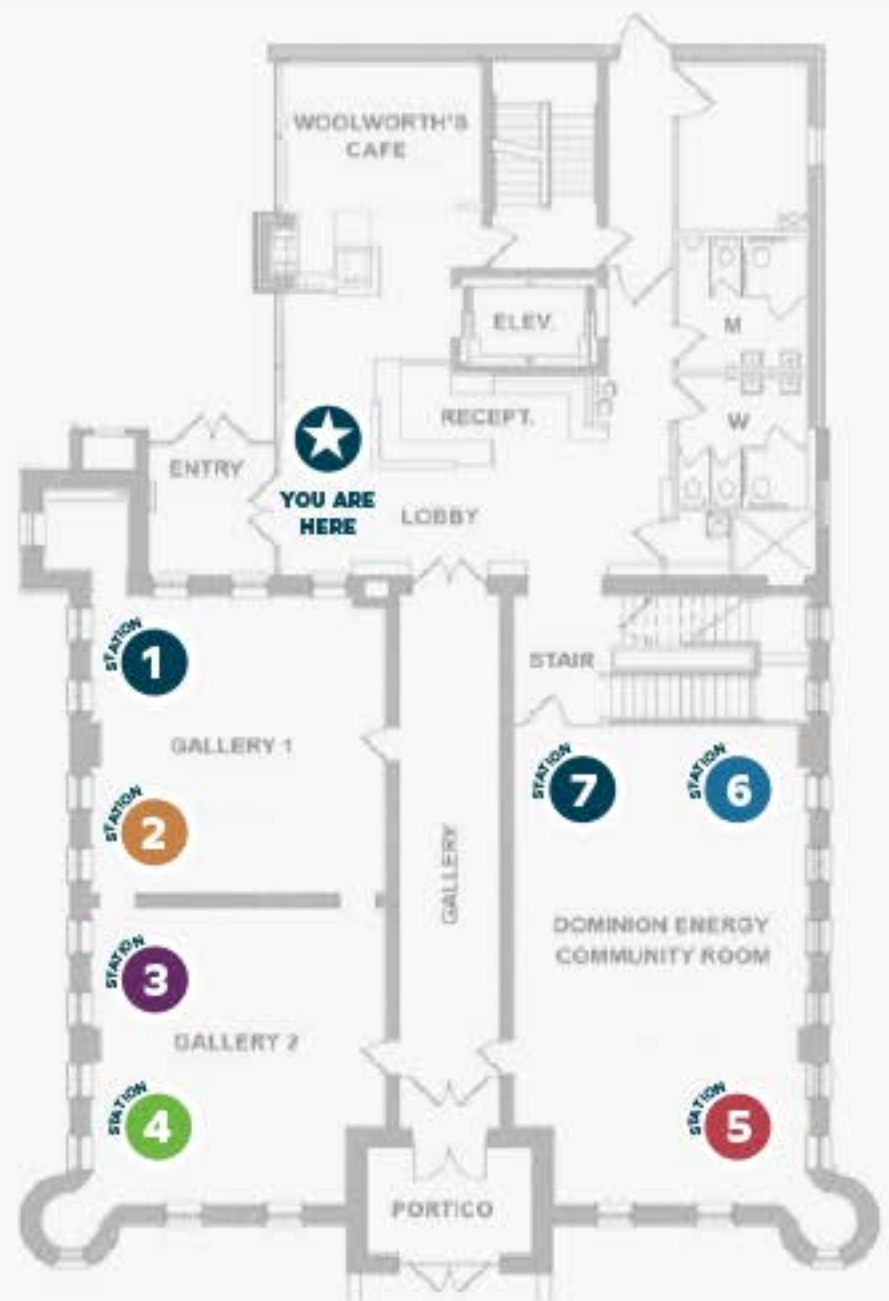 WOOLWORTH'S
CAFE
ELEV.
M
RECEPT.
W
ENTRY
YOU ARE
HERE
LOBBY
STATION
1
STAIR
GALLERY 1
STATION
7
STATION
6
STATION
2
GALLERY
DOMINION ENERGY
COMMUNITY ROOM
STATION
3
GALLERY 2
STATION
4
STATION
5
PORTICO